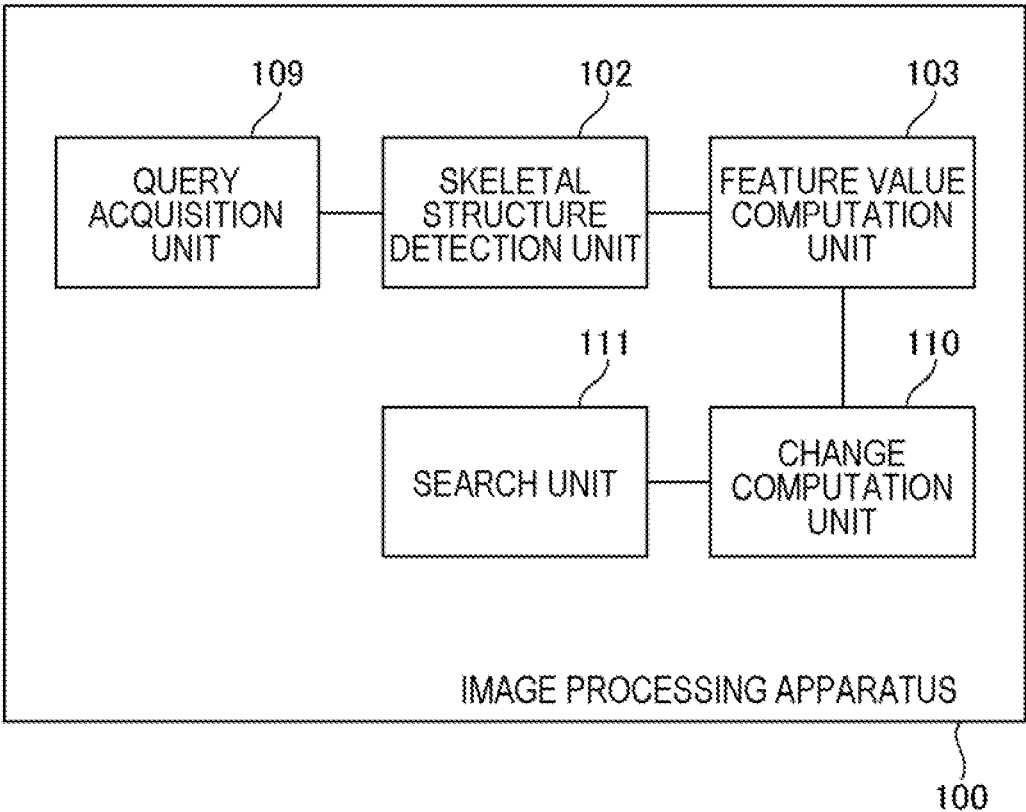 109
102
103
QUERY
ACQUISITION
UNIT
SKELETAL
STRUCTURE
DETECTION UNIT
FEATURE VALUE
COMPUTATION
UNIT
111
110
SEARCH UNIT
CHANGE
COMPUTATION
UNIT
IMAGE PROCESSING APPARATUS
100